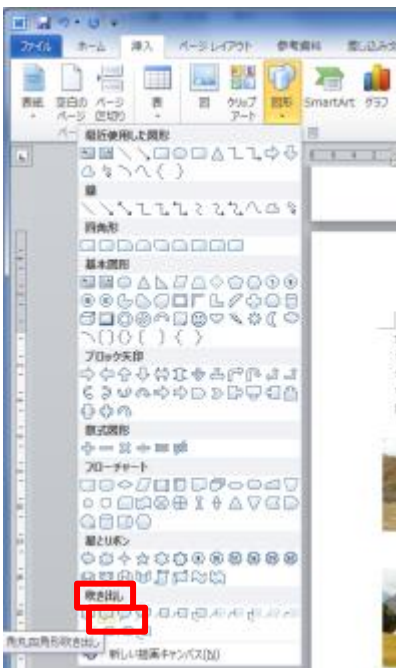 ファイル ホーム 挿入 ページ レイアウト 参考資料 差し込み文
表紙 空白のページ ページ区切り 表 図 クリップアート 図形 SmartArt グラフ
ペー
最近使用した図形
線
四角形
基本図形
ブロック矢印
数式図形
フローチャート
星とリボン
吹き出し
角丸四角形吹き出し
新しい描画キャンバス(N)